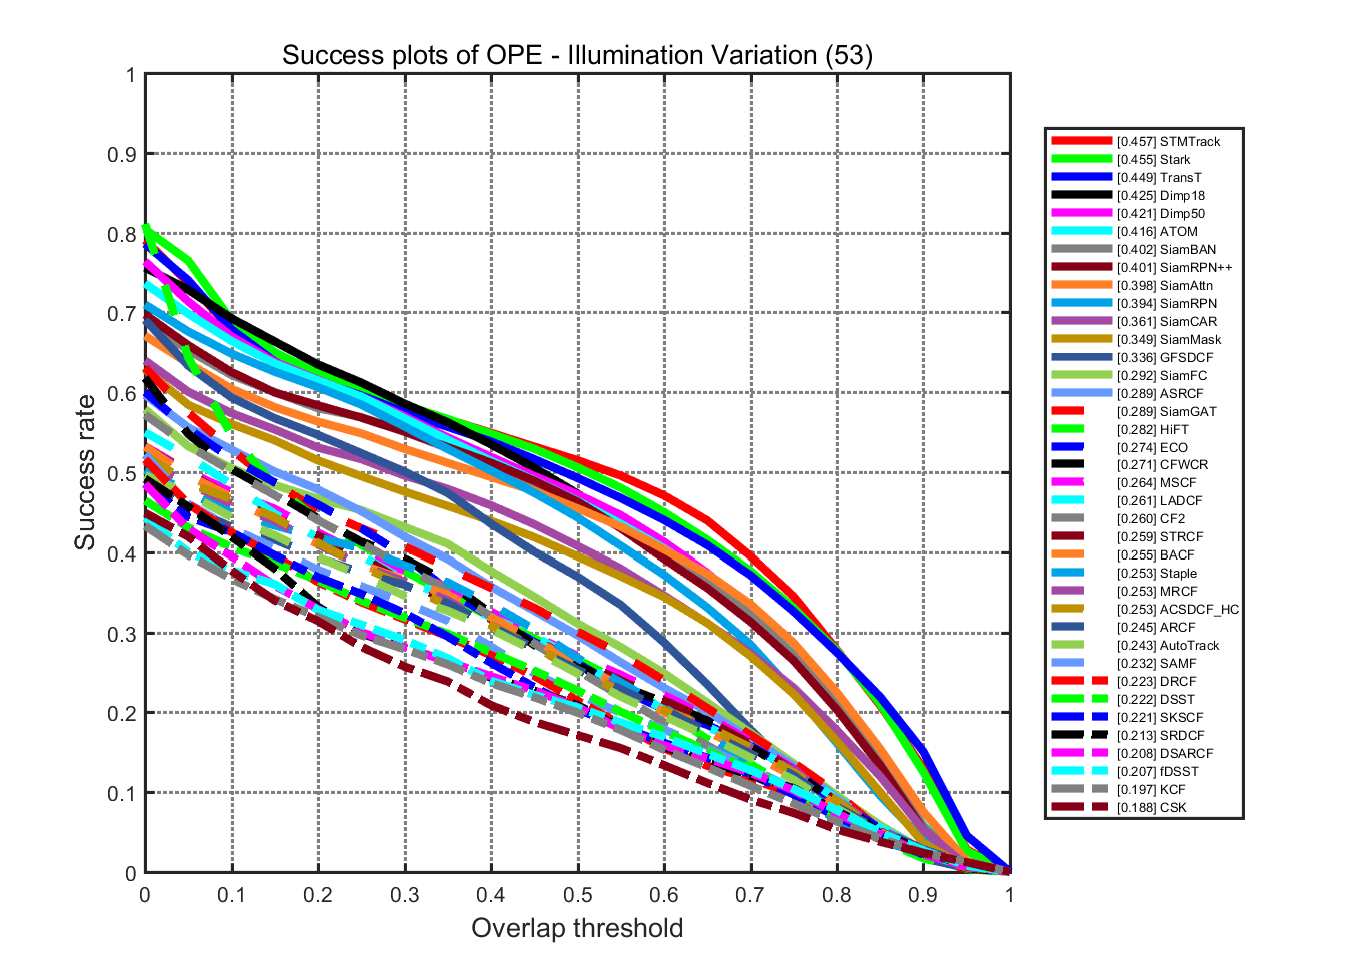 Success plots of OPE - Illumination Variation (53)
1
0.9
0.8
0.7
0.6
0.5
0.4
0.3
0.2
0.1
0
Success rate
0 0.1 0.2 0.3 0.4 0.5 0.6 0.7 0.8 0.9 1
Overlap threshold
[0.457] STMTrack
[0.455] Stark
[0.449] TransT
[0.425] Dimp18
[0.421] Dimp50
[0.416] ATOM
[0.402] SiamBAN
[0.401] SiamRPN++
[0.398] SiamAttn
[0.394] SiamRPN
[0.361] SiamCAR
[0.349] SiamMask
[0.336] GFSDCF
[0.292] SiamFC
[0.289] ASRCF
[0.289] SiamGAT
[0.282] HiFT
[0.274] ECO
[0.271] CFWCR
[0.264] MSCF
[0.261] LADCF
[0.260] CF2
[0.259] STRCF
[0.255] BACF
[0.253] Staple
[0.253] MRCF
[0.253] ACSDCF_HC
[0.245] ARCF
[0.243] AutoTrack
[0.232] SAMF
[0.223] DRCF
[0.222] DSST
[0.221] SKSCF
[0.213] SRDCF
[0.208] DSARCF
[0.207] fDSST
[0.197] KCF
[0.188] CSK